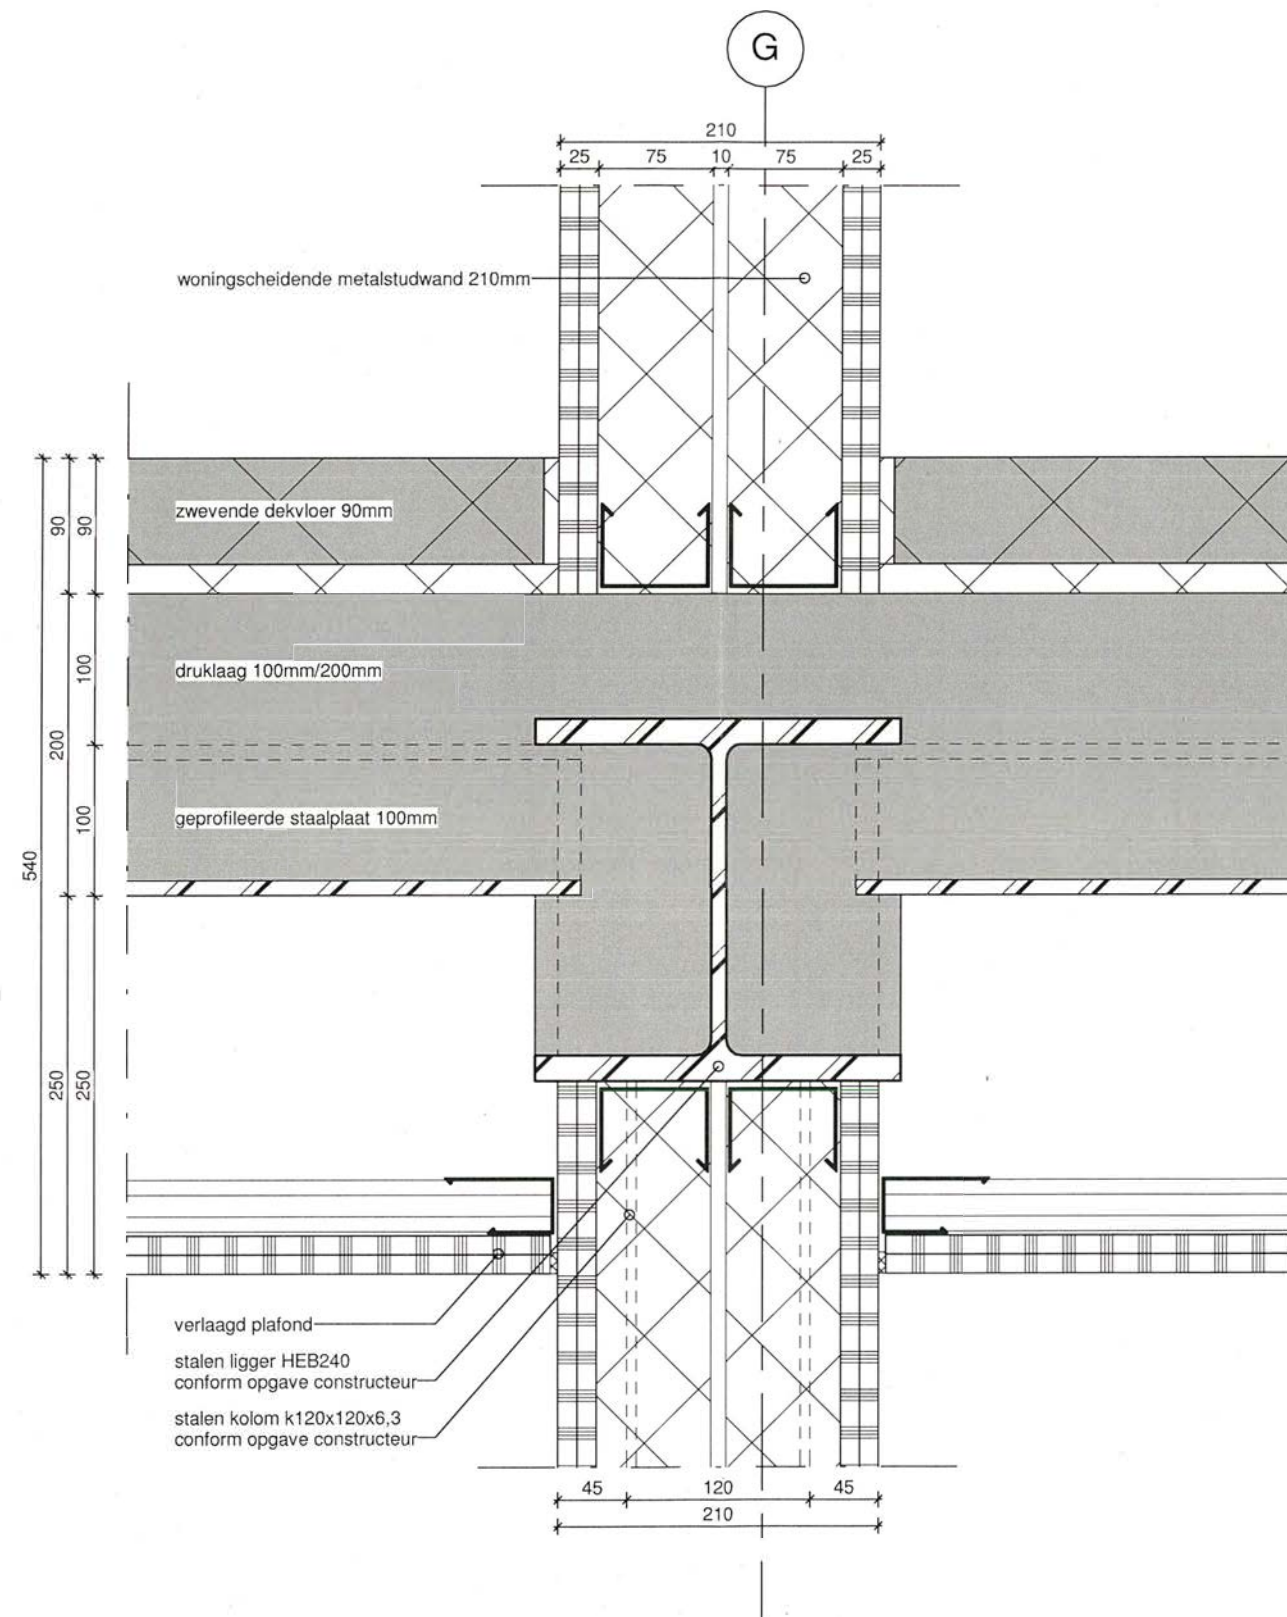 G
210
25 75 10 75 25
woningscheidende metalstudwand 210mm
zwevende dekvloer 90mm
90 90
druklaag 100mm/200mm
100
200
geprofileerde staalplaat 100mm
100
540
250 250
verlaagd plafond
stalen ligger HEB240
conform opgave constructeur
stalen kolom k120x120x6,3
conform opgave constructeur
45 120 45
210